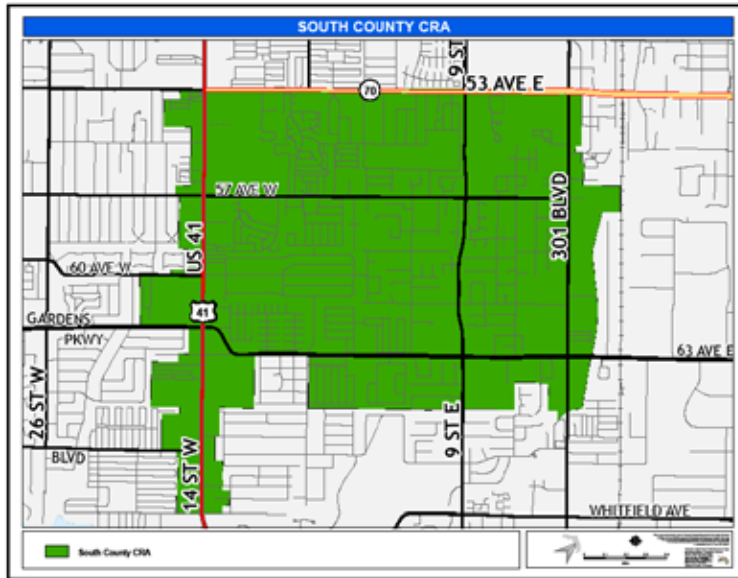 SOUTH COUNTY CRA
9 ST
53 AVE E
70
57 AVE W
301 BLVD
US 41
60 AVE W
41
GARDENS
PKWY
63 AVE E
26 ST W
9 ST E
BLVD
14 ST W
WHITFIELD AVE
South County CRA